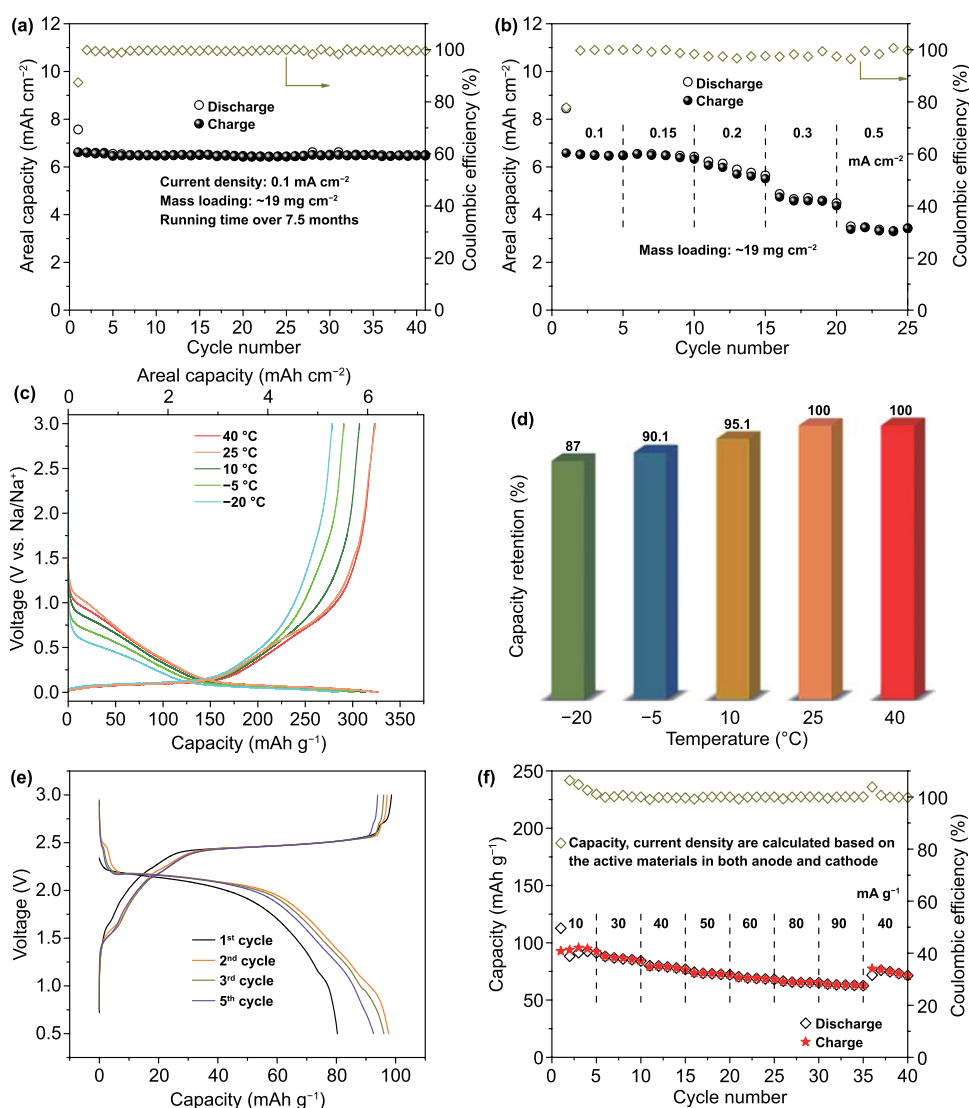 (a)
12
10
8
6
4
2
0
Areal capacity (mAh cm⁻²)
Discharge
Charge
Current density: 0.1 mA cm⁻²
Mass loading: ~19 mg cm⁻²
Running time over 7.5 months
100
80
60
40
20
0
Coulombic efficiency (%)
0 5 10 15 20 25 30 35 40
Cycle number
(b)
12
10
8
6
4
2
0
Areal capacity (mAh cm⁻²)
Discharge
Charge
0.1 0.15 0.2 0.3 0.5
mA cm⁻²
Mass loading: ~19 mg cm⁻²
100
80
60
40
20
0
Coulombic efficiency (%)
0 5 10 15 20 25
Cycle number
(c)
Areal capacity (mAh cm⁻²)
0 2 4 6
3.0
2.5
2.0
1.5
1.0
0.5
0.0
Voltage (V vs. Na/Na⁺)
40 °C
25 °C
10 °C
−5 °C
−20 °C
0 50 100 150 200 250 300 350
Capacity (mAh g⁻¹)
(d)
Capacity retention (%)
87 90.1 95.1 100 100
−20 −5 10 25 40
Temperature (°C)
(e)
3.0
2.5
2.0
1.5
1.0
0.5
Voltage (V)
1ˢᵗ cycle
2ⁿᵈ cycle
3ʳᵈ cycle
5ᵗʰ cycle
0 20 40 60 80 100
Capacity (mAh g⁻¹)
(f)
250
200
150
100
75
50
25
0
Capacity (mAh g⁻¹)
Capacity, current density are calculated based on
the active materials in both anode and cathode
mA g⁻¹
10 30 40 50 60 80 90 40
Discharge
Charge
100
80
60
40
20
0
Coulombic efficiency (%)
0 5 10 15 20 25 30 35 40
Cycle number